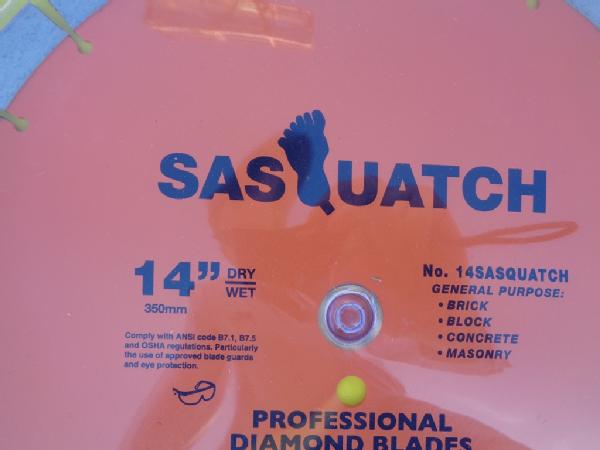 SASQUATCH
14” DRY
WET
350mm
Comply with ANSI code B7.1, B7.5
and OSHA regulations. Particularly
the use of approved blade guards
and eye protection.
No. 14SASQUATCH
GENERAL PURPOSE:
• BRICK
• BLOCK
• CONCRETE
• MASONRY
PROFESSIONAL
DIAMOND BLADES